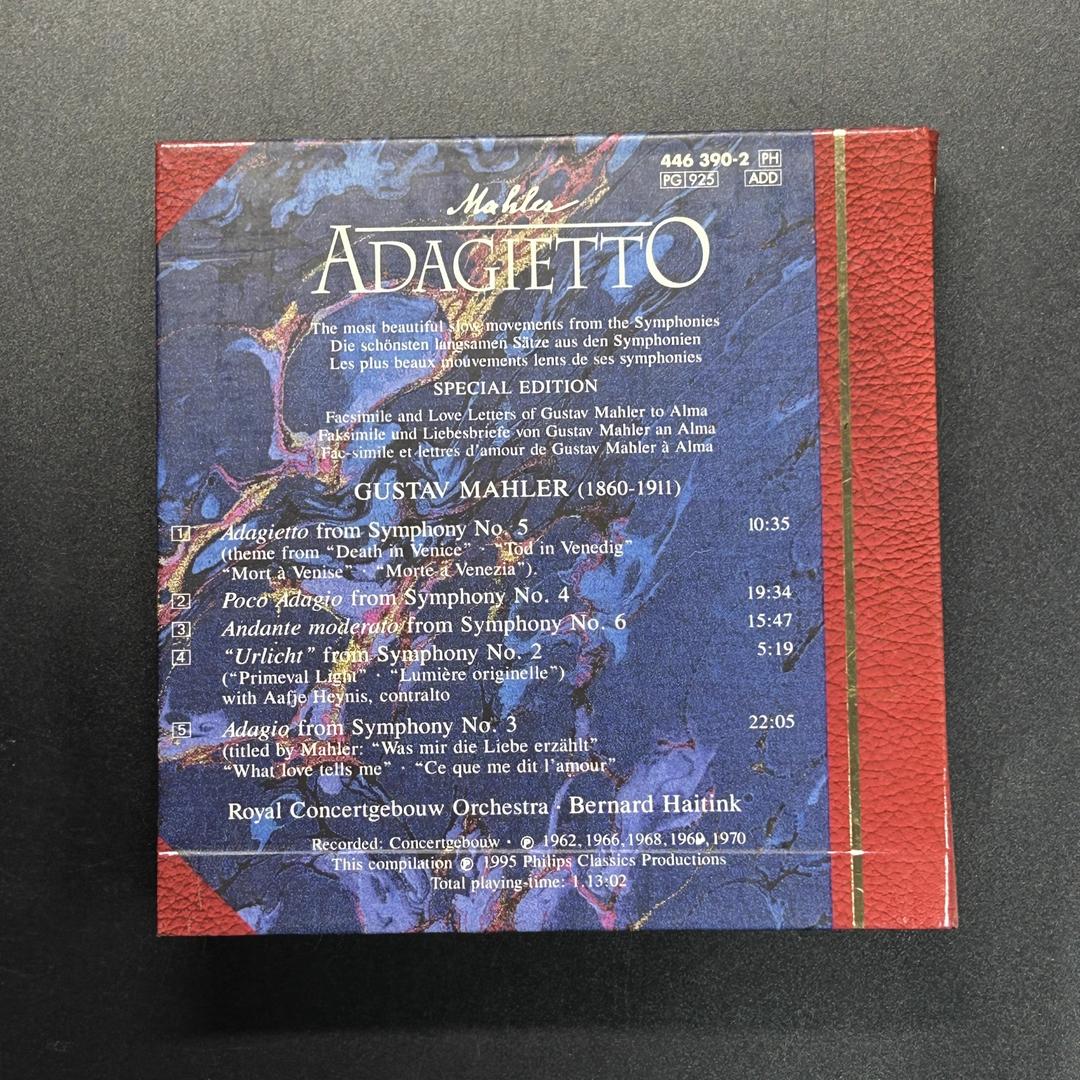 446 390-2 PH
PG 925 ADD
Mahler
ADAGIETTO
The most beautiful slow movements from the Symphonies
Die schönsten langsamen Sätze aus den Symphonien
Les plus beaux mouvements lents de ses symphonies
SPECIAL EDITION
Facsimile and Love Letters of Gustav Mahler to Alma
Faksimile und Liebesbriefe von Gustav Mahler an Alma
Fac-simile et lettres d'amour de Gustav Mahler à Alma
GUSTAV MAHLER (1860-1911)
1 Adagietto from Symphony No. 5 10:35
(theme from “Death in Venice” · “Tod in Venedig”
“Mort à Venise” · “Morte a Venezia”).
2 Poco Adagio from Symphony No. 4 19:34
3 Andante moderato from Symphony No. 6 15:47
4 “Urlicht” from Symphony No. 2 5:19
(“Primeval Light” · “Lumière originelle”)
with Aafje Heynis, contralto
5 Adagio from Symphony No. 3 22:05
(titled by Mahler: “Was mir die Liebe erzählt”
“What love tells me” · “Ce que me dit l'amour”
Royal Concertgebouw Orchestra · Bernard Haitink
Recorded: Concertgebouw · ℗ 1962, 1966, 1968, 1969, 1970
This compilation ℗ 1995 Philips Classics Productions
Total playing-time: 1.13:02